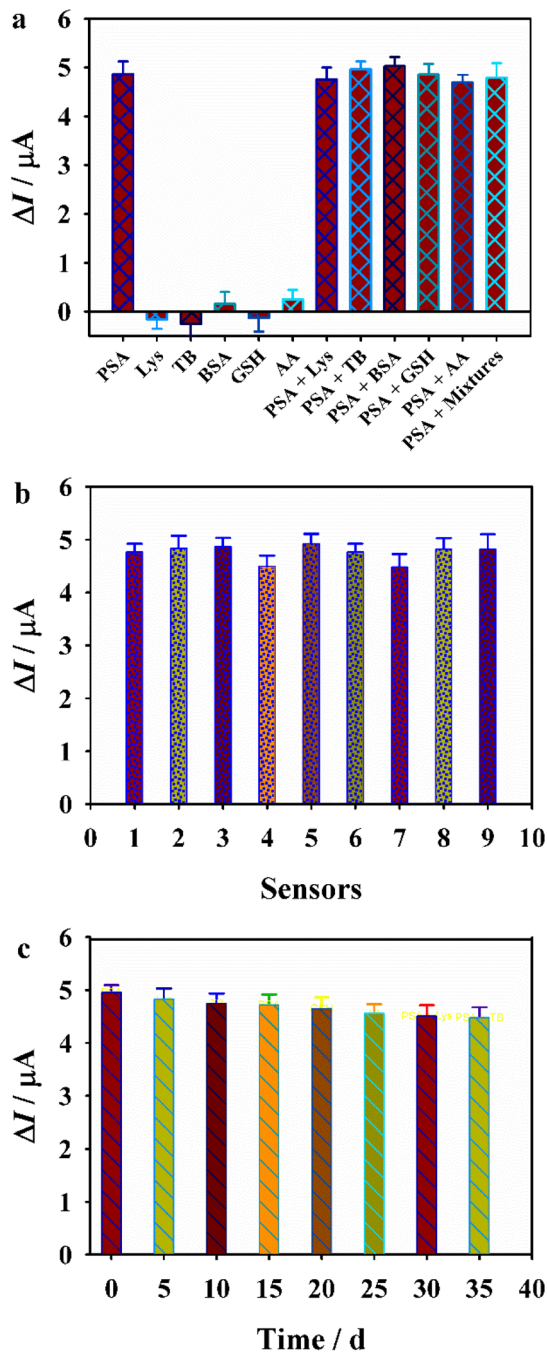 a
6
5
4
3
2
1
0
ΔI / μA
PSA
Lys
TB
BSA
GSH
AA
PSA + Lys
PSA + TB
PSA + BSA
PSA + GSH
PSA + AA
PSA + Mixtures
b
6
5
4
3
2
1
0
ΔI / μA
0 1 2 3 4 5 6 7 8 9 10
Sensors
c
6
5
4
3
2
1
0
ΔI / μA
0 5 10 15 20 25 30 35 40
Time / d